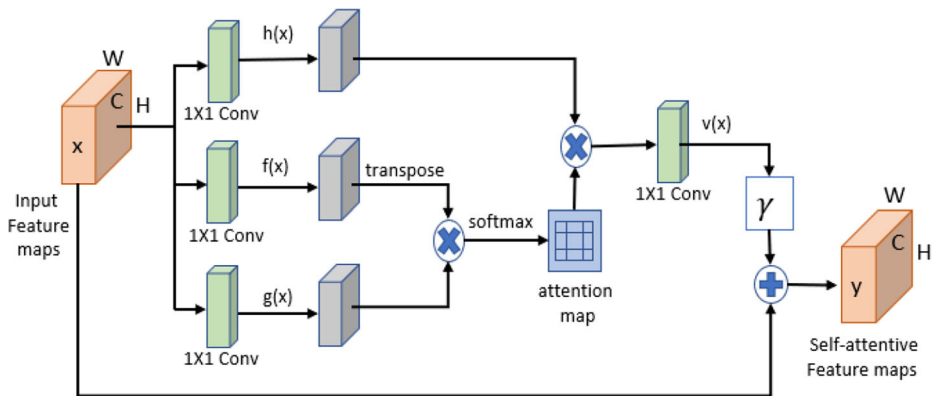 h(x)
W
C
H
x
1X1 Conv
v(x)
f(x)
transpose
1X1 Conv
Input
Feature
maps
γ
W
softmax
1X1 Conv
C
H
g(x)
attention
map
y
1X1 Conv
Self-attentive
Feature maps